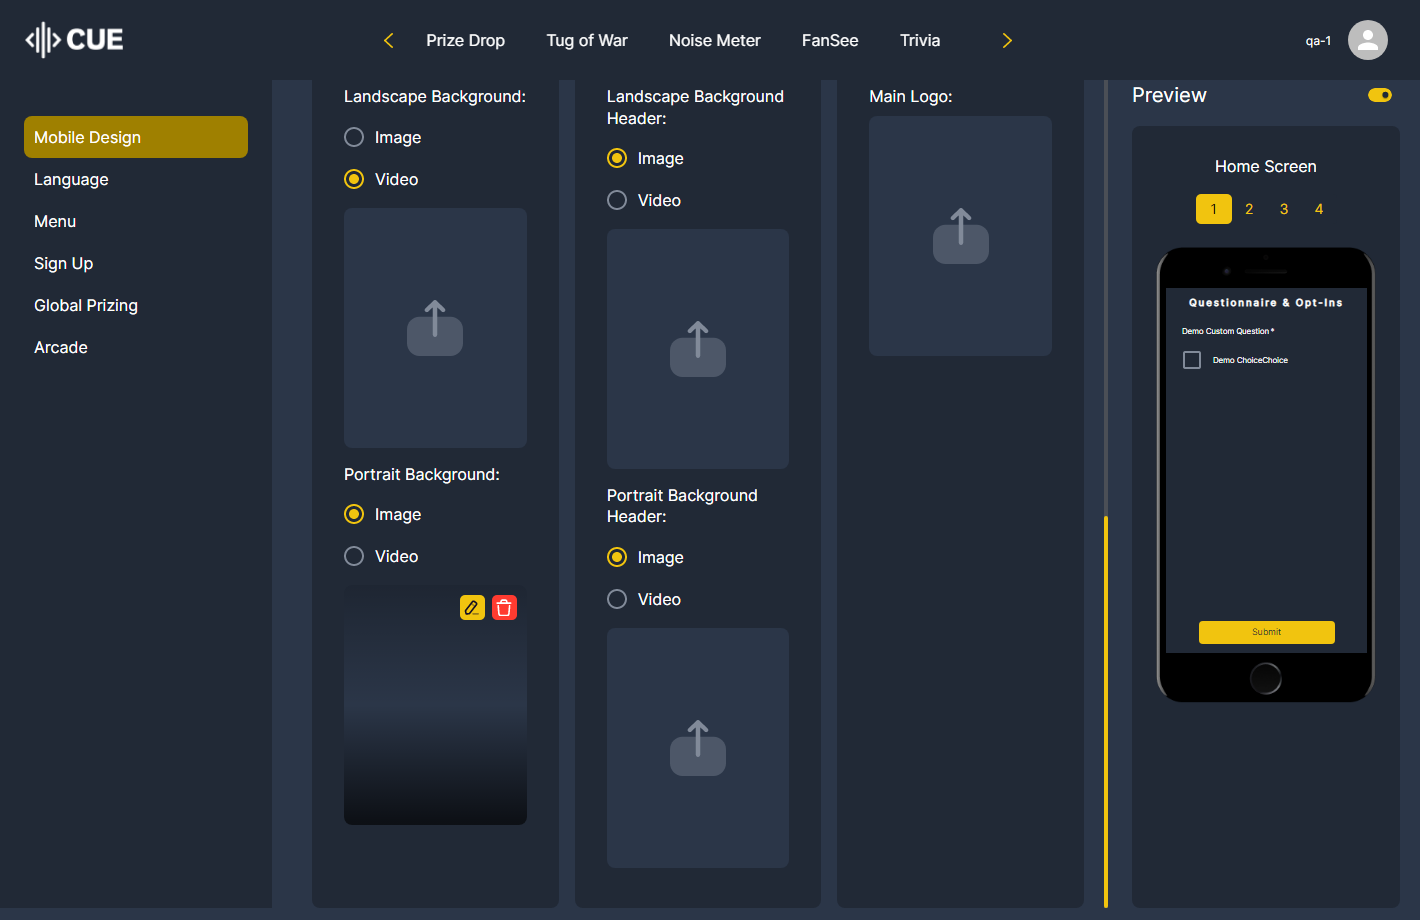 CUE
Prize Drop
Tug of War
Noise Meter
FanSee
Trivia
qa-1
Mobile Design
Language
Menu
Sign Up
Global Prizing
Arcade
Landscape Background:
Image
Video
Portrait Background:
Image
Video
Landscape Background
Header:
Image
Video
Portrait Background
Header:
Image
Video
Main Logo:
Preview
Home Screen
1 2 3 4
Questionnaire & Opt-Ins
Demo Custom Question*
Demo ChoiceChoice
Submit